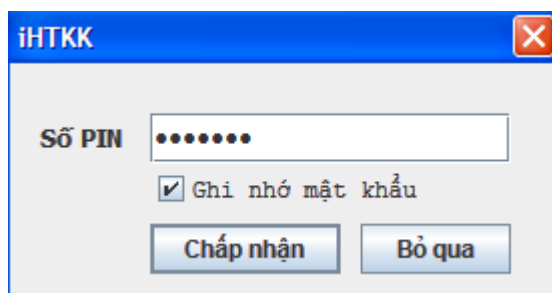 iHTKK
Số PIN •••••••
Ghi nhớ mật khẩu
Chấp nhận Bỏ qua